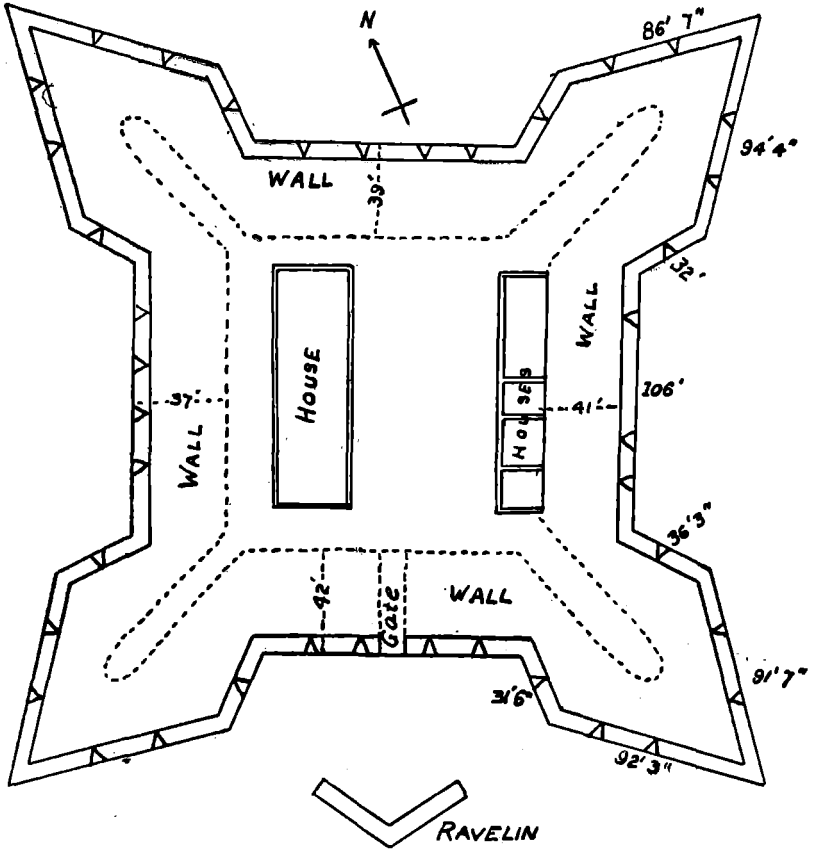 N
86' 7"
94' 4"
WALL
39'
32'
WALL
HOUSE
HOUSES
37'
41'
106'
WALL
36' 3"
42'
Gate
WALL
91' 7"
31'6"
92' 3"
RAVELIN